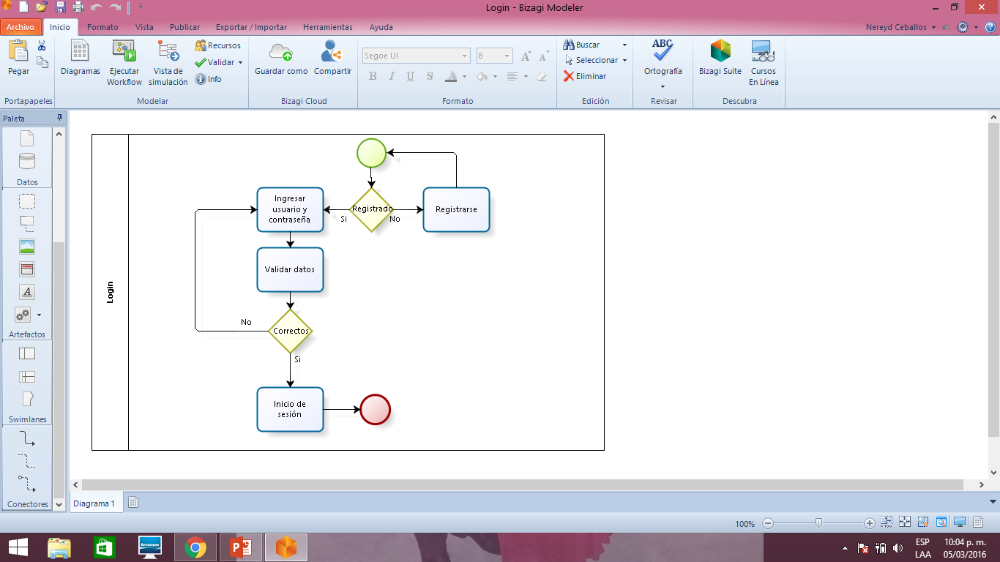 Login - Bizagi Modeler
Archivo Inicio Formato Vista Publicar Exportar / Importar Herramientas Ayuda Nereyd Ceballos
Pegar
Portapapeles
Diagramas
Ejecutar
Workflow
Vista de
simulación
Recursos
Validar
Info
Modelar
Guardar como
Compartir
Bizagi Cloud
Segoe UI 8
B I U S A
Formato
Buscar
Seleccionar
Eliminar
Edición
ABC
Ortografía
Revisar
Bizagi Suite
Cursos
En Línea
Descubra
Paleta
Datos
A
Artefactos
Swimlanes
Conectores
Login
Registrado
Si
No
Registrarse
Ingresar
usuario y
contraseña
Validar datos
Correctos
No
Si
Inicio de
sesión
Diagrama 1
100%
lenovo
ESP
LAA
10:04 p. m.
05/03/2016